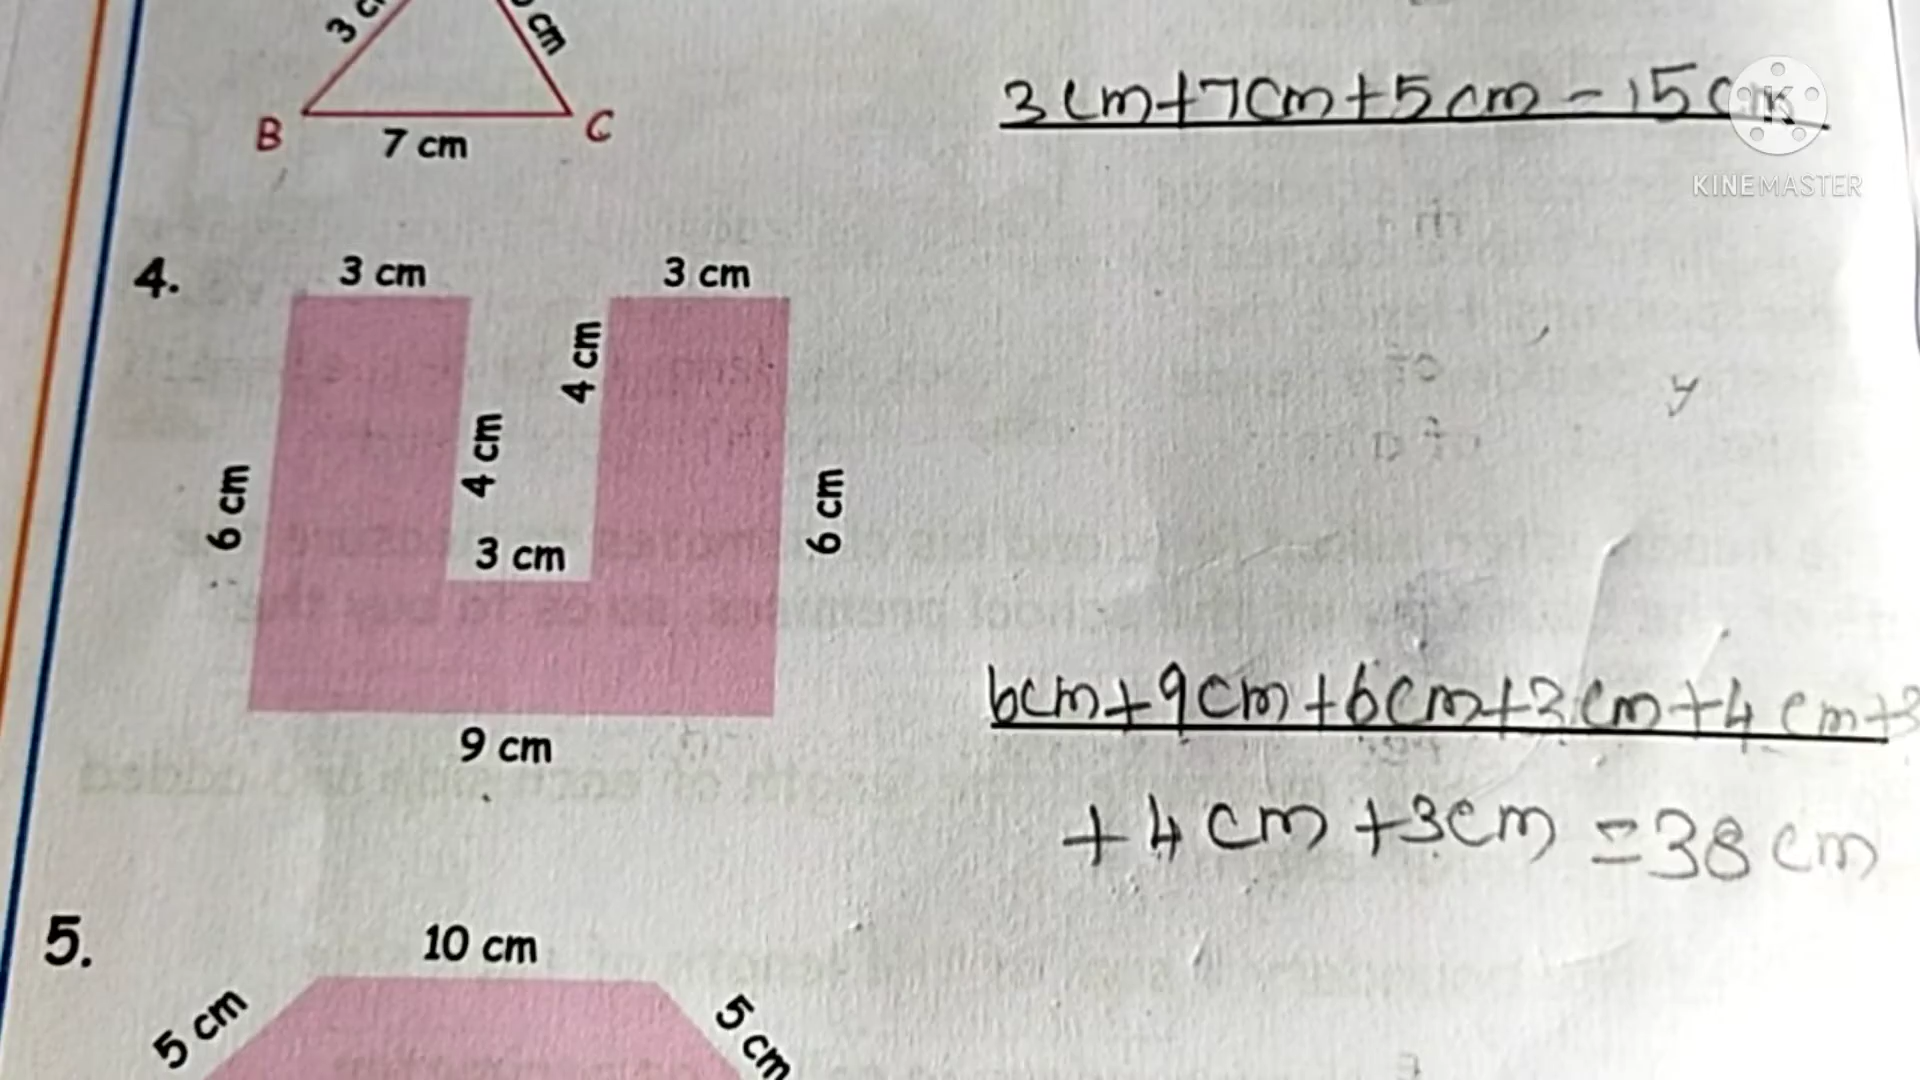 3 cm
7 cm
B
C
3cm+7cm+5cm=15cm
KINEMASTER
4.
3 cm
3 cm
4 cm
4 cm
3 cm
6 cm
6 cm
9 cm
6cm+9cm+6cm+3cm+4cm+3
+4cm+3cm=38cm
5.
10 cm
5 cm
5 cm